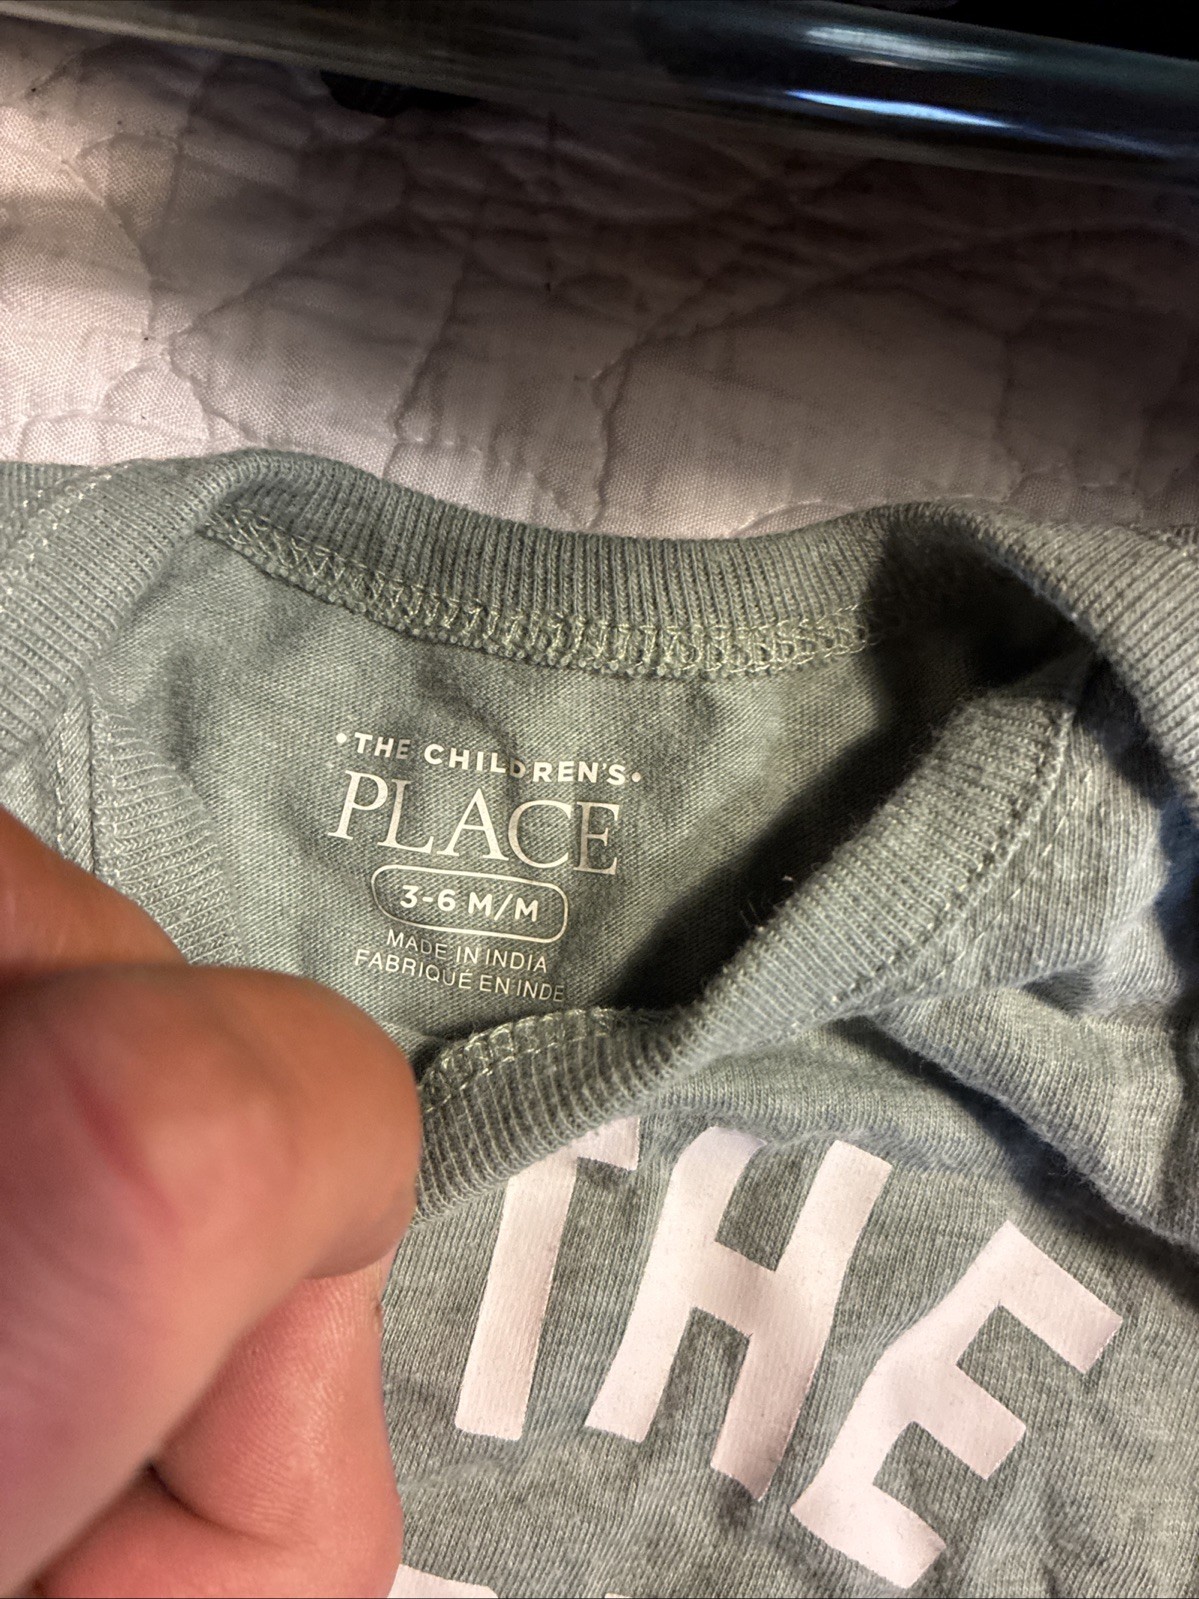 •THE CHILDREN'S•
PLACE
3-6 M/M
MADE IN INDIA
FABRIQUÉ EN INDE
THE